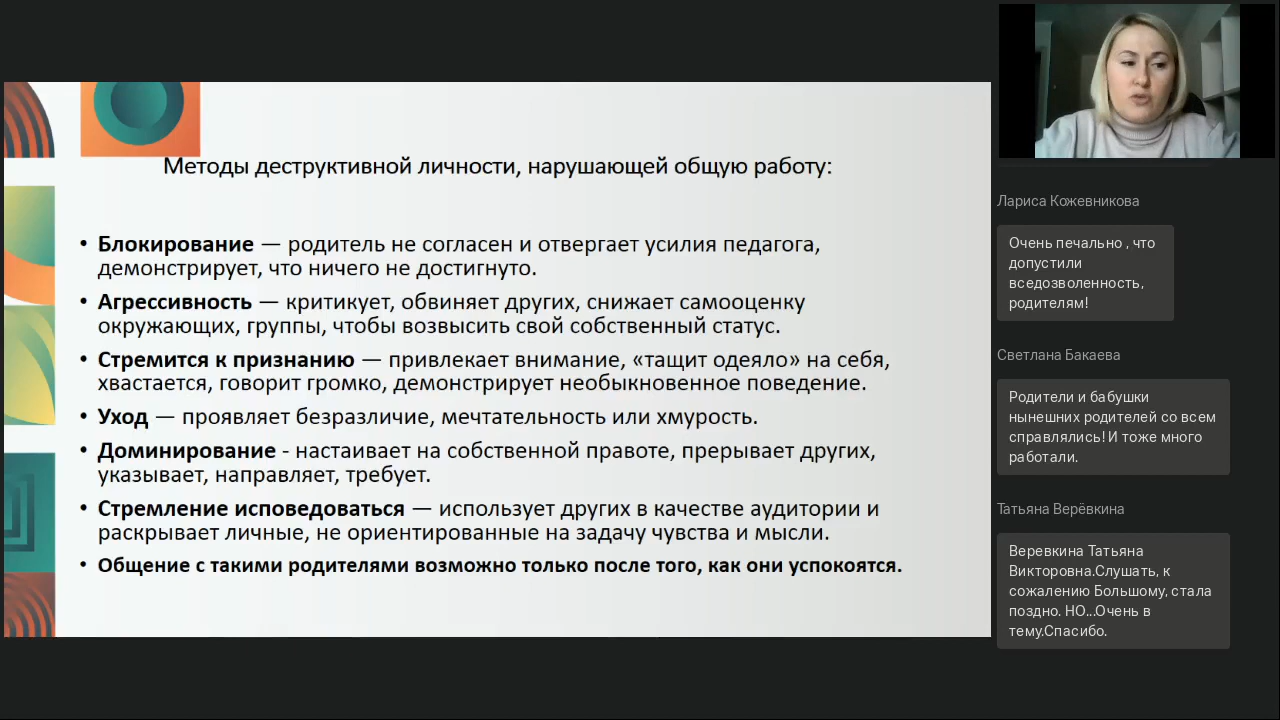 Методы деструктивной личности, нарушающей общую работу:
• Блокирование — родитель не согласен и отвергает усилия педагога,
демонстрирует, что ничего не достигнуто.
• Агрессивность — критикует, обвиняет других, снижает самооценку
окружающих, группы, чтобы возвысить свой собственный статус.
• Стремится к признанию — привлекает внимание, «тащит одеяло» на себя,
хвастается, говорит громко, демонстрирует необыкновенное поведение.
• Уход — проявляет безразличие, мечтательность или хмурость.
• Доминирование - настаивает на собственной правоте, прерывает других,
указывает, направляет, требует.
• Стремление исповедоваться — использует других в качестве аудитории и
раскрывает личные, не ориентированные на задачу чувства и мысли.
• Общение с такими родителями возможно только после того, как они успокоятся.
Лариса Кожевникова
Очень печально , что
допустили
вседозволенность,
родителям!
Светлана Бакаева
Родители и бабушки
нынешних родителей со всем
справлялись! И тоже много
работали.
Татьяна Верёвкина
Веревкина Татьяна
Викторовна.Слушать, к
сожалению Большому, стала
поздно. НО...Очень в
тему.Спасибо.